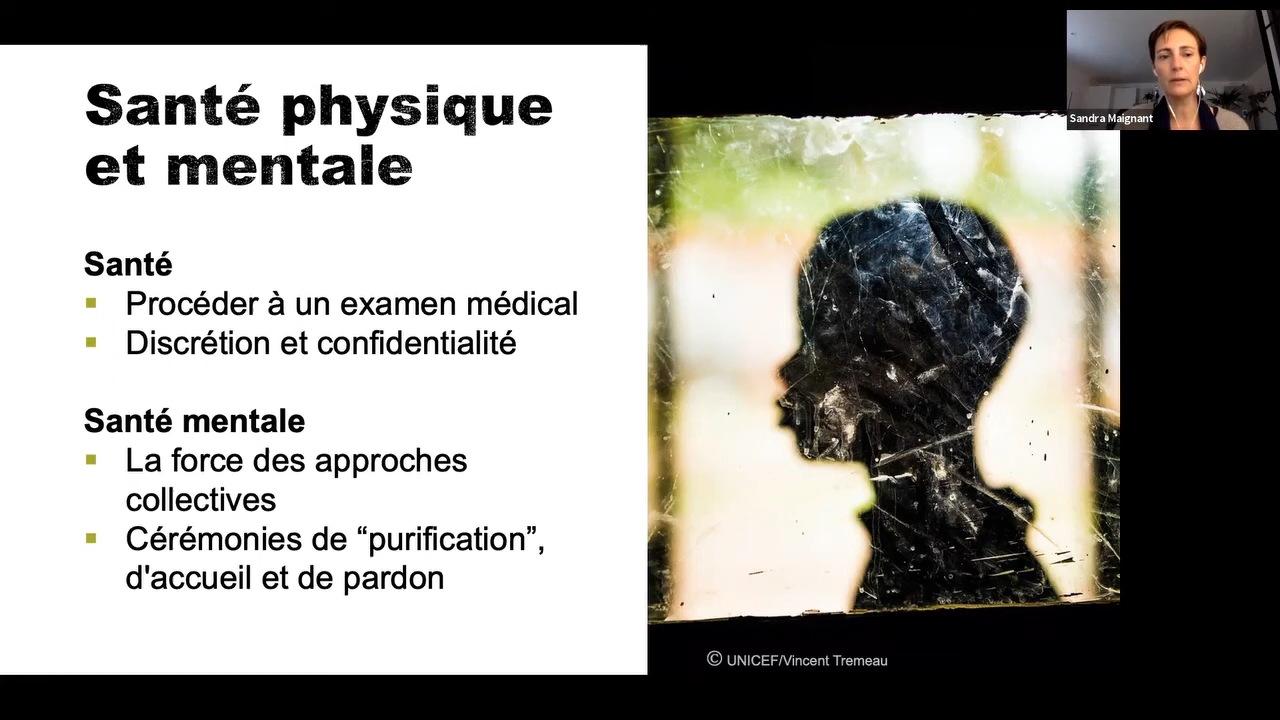 Santé physique
et mentale
Santé
▪ Procéder à un examen médical
▪ Discrétion et confidentialité
Santé mentale
▪ La force des approches
collectives
▪ Cérémonies de “purification”,
d'accueil et de pardon
Sandra Maignant
© UNICEF/Vincent Tremeau